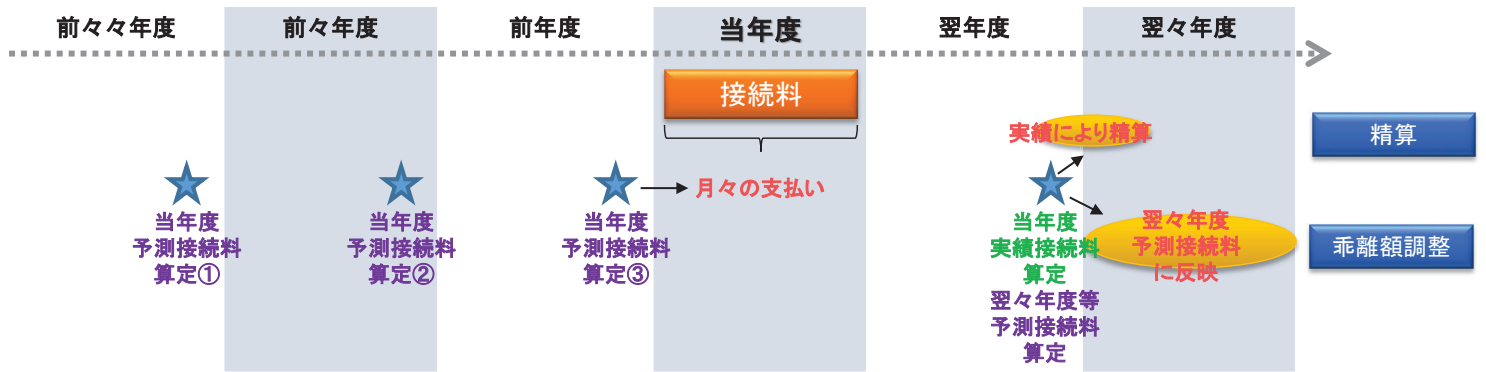 前々々年度
前々年度
前年度
当年度
翌年度
翌々年度
接続料
実績により精算
精算
月々の支払い
当年度
予測接続料
算定①
当年度
予測接続料
算定②
当年度
予測接続料
算定③
当年度
実績接続料
算定
翌々年度等
予測接続料
算定
翌々年度
予測接続料
に反映
乖離額調整